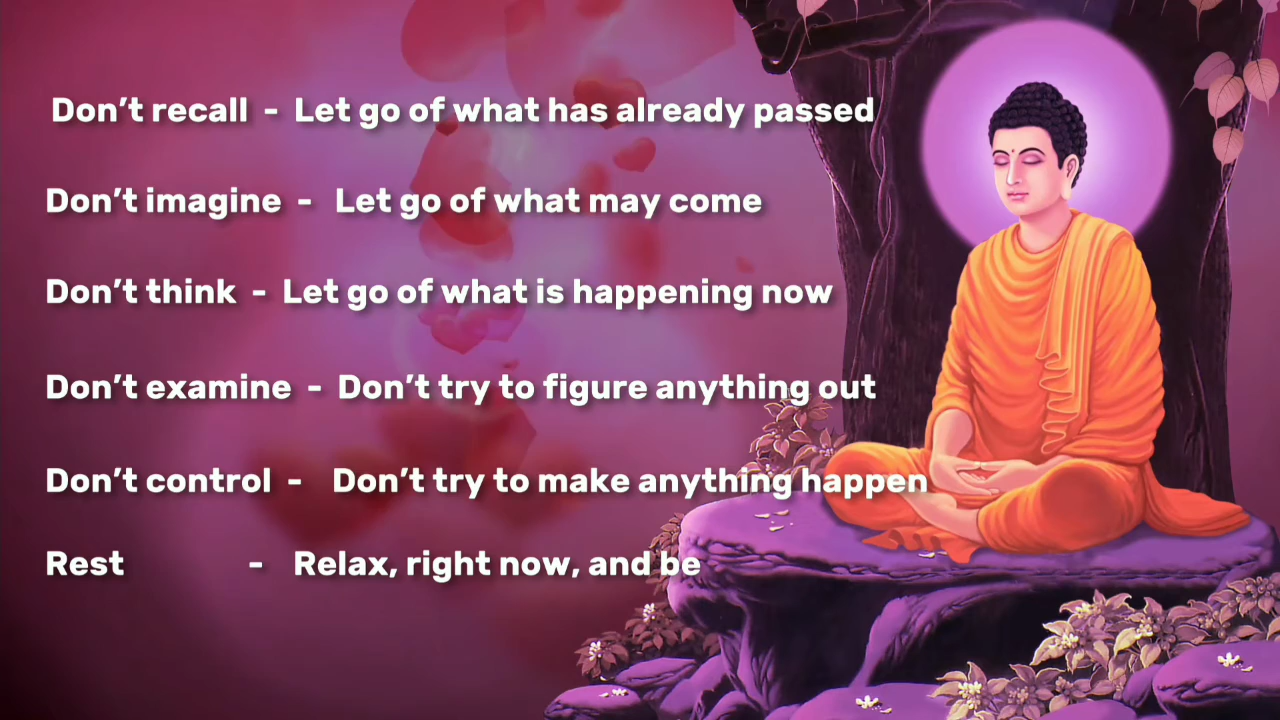 Don’t recall - Let go of what has already passed
Don’t imagine - Let go of what may come
Don’t think - Let go of what is happening now
Don’t examine - Don’t try to figure anything out
Don’t control - Don’t try to make anything happen
Rest - Relax, right now, and be